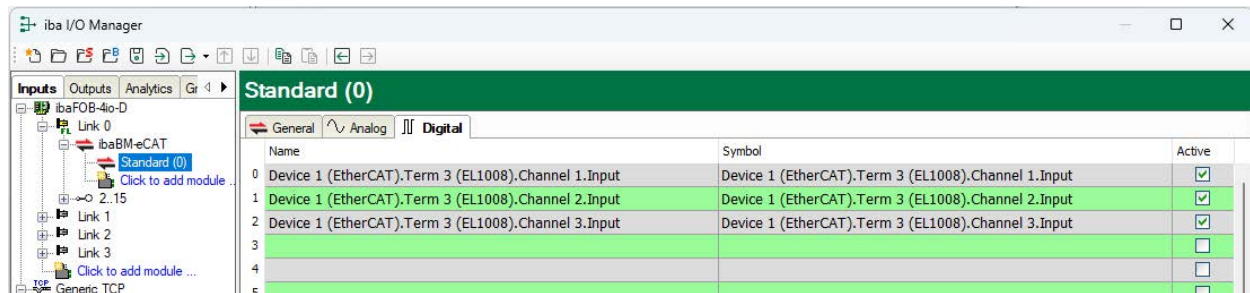 iba I/O Manager
Inputs Outputs Analytics Gr
Standard (0)
ibaFOB-4io-D
Link 0
ibaBM-eCAT
Standard (0)
Click to add module ..
2..15
Link 1
Link 2
Link 3
Click to add module ...
Generic TCP
General Analog Digital
Name Symbol Active
0 Device 1 (EtherCAT).Term 3 (EL1008).Channel 1.Input Device 1 (EtherCAT).Term 3 (EL1008).Channel 1.Input
1 Device 1 (EtherCAT).Term 3 (EL1008).Channel 2.Input Device 1 (EtherCAT).Term 3 (EL1008).Channel 2.Input
2 Device 1 (EtherCAT).Term 3 (EL1008).Channel 3.Input Device 1 (EtherCAT).Term 3 (EL1008).Channel 3.Input
3
4